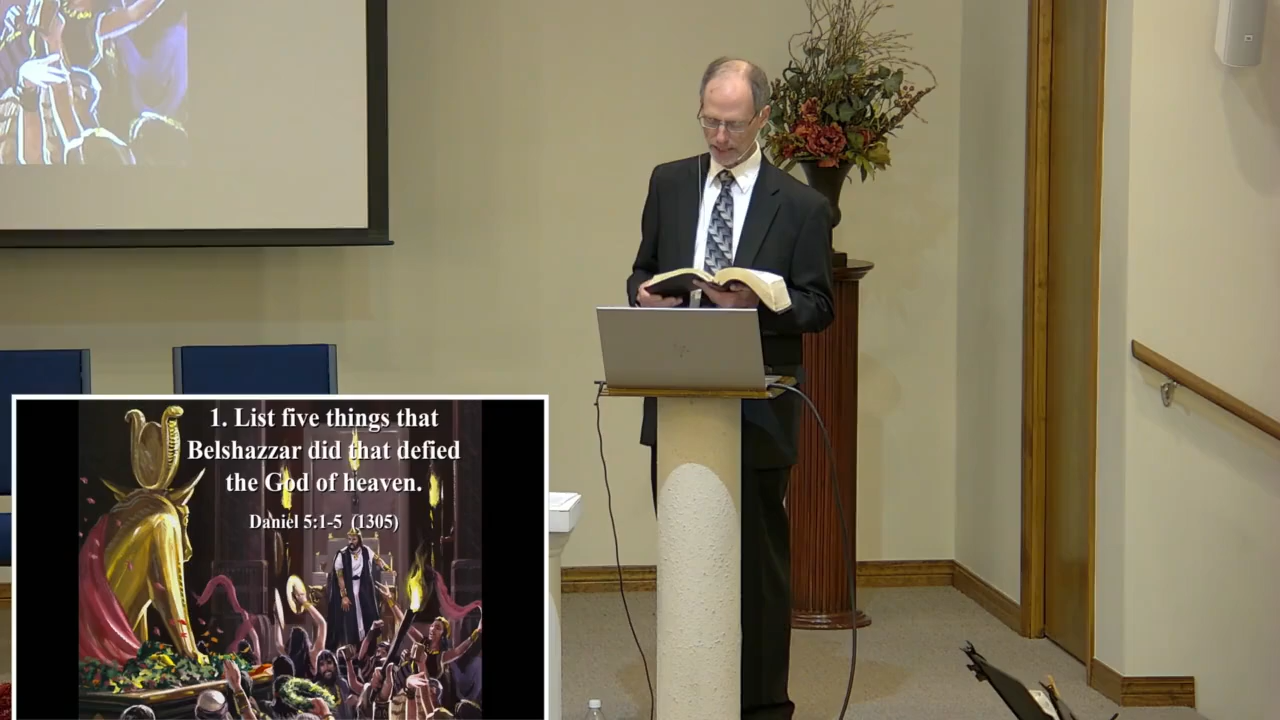 1. List five things that
Belshazzar did that defied
the God of heaven.
Daniel 5:1-5 (1305)